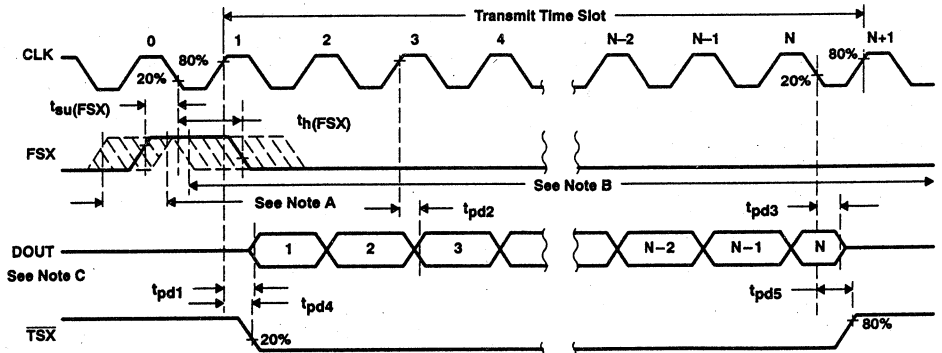 Transmit Time Slot
0 1 2 3 4 N–2 N–1 N N+1
CLK 80% 80%
20% 20%
tsu(FSX)
th(FSX)
FSX
See Note B
See Note A
tpd2 tpd3
DOUT 1 2 3 N-2 N-1 N
See Note C
tpd1 tpd4 tpd5
TSX 20% 80%